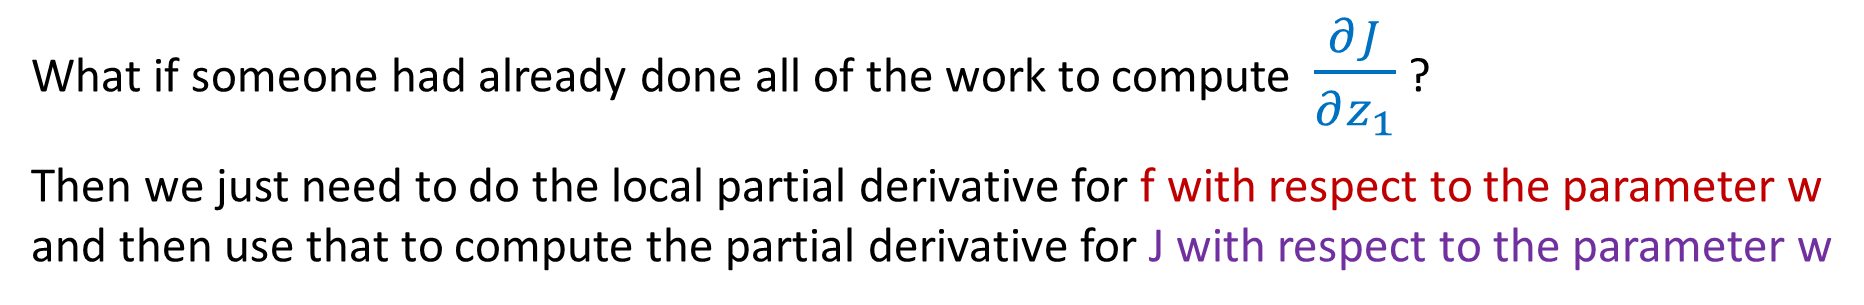 What if someone had already done all of the work to compute ∂J/∂z₁ ?
Then we just need to do the local partial derivative for f with respect to the parameter w
and then use that to compute the partial derivative for J with respect to the parameter w